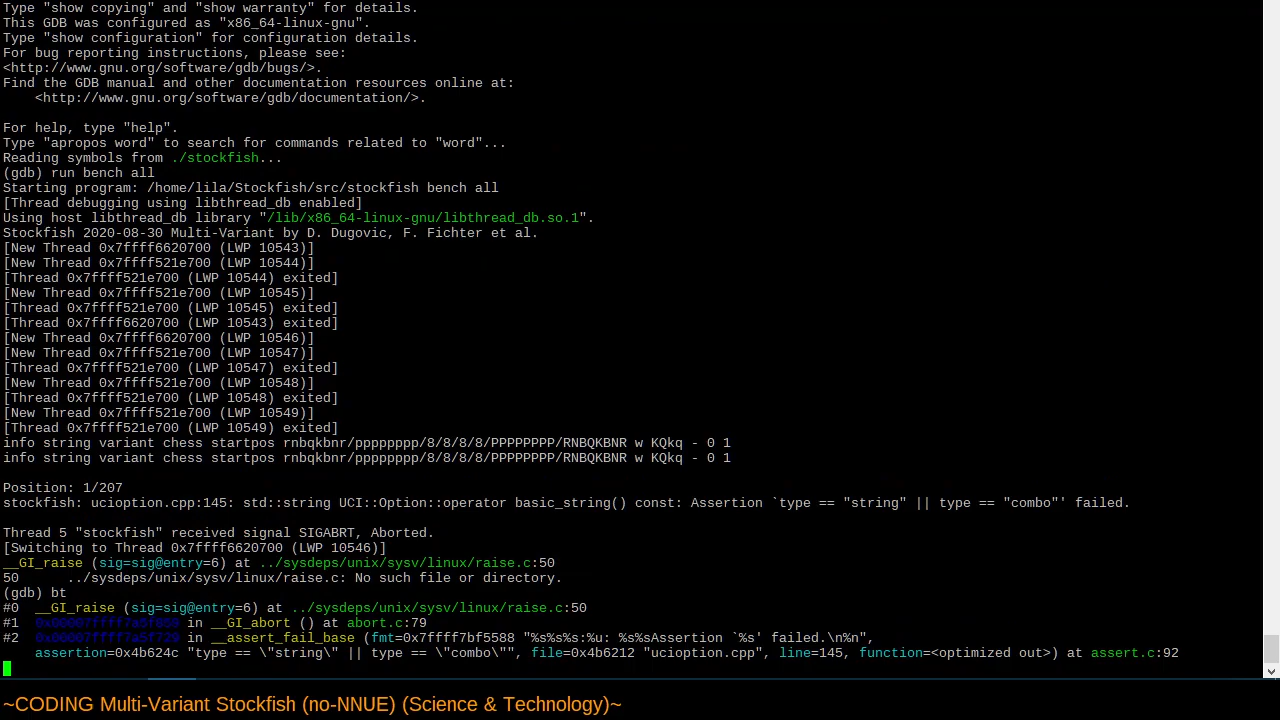 Type "show copying" and "show warranty" for details.
This GDB was configured as "x86_64-linux-gnu".
Type "show configuration" for configuration details.
For bug reporting instructions, please see:
<http://www.gnu.org/software/gdb/bugs/>.
Find the GDB manual and other documentation resources online at:
    <http://www.gnu.org/software/gdb/documentation/>.

For help, type "help".
Type "apropos word" to search for commands related to "word"...
Reading symbols from ./stockfish...
(gdb) run bench all
Starting program: /home/lila/Stockfish/src/stockfish bench all
[Thread debugging using libthread_db enabled]
Using host libthread_db library "/lib/x86_64-linux-gnu/libthread_db.so.1".
Stockfish 2020-08-30 Multi-Variant by D. Dugovic, F. Fichter et al.
[New Thread 0x7ffff6620700 (LWP 10543)]
[New Thread 0x7ffff521e700 (LWP 10544)]
[Thread 0x7ffff521e700 (LWP 10544) exited]
[New Thread 0x7ffff521e700 (LWP 10545)]
[Thread 0x7ffff521e700 (LWP 10545) exited]
[Thread 0x7ffff6620700 (LWP 10543) exited]
[New Thread 0x7ffff6620700 (LWP 10546)]
[New Thread 0x7ffff521e700 (LWP 10547)]
[Thread 0x7ffff521e700 (LWP 10547) exited]
[New Thread 0x7ffff521e700 (LWP 10548)]
[Thread 0x7ffff521e700 (LWP 10548) exited]
[New Thread 0x7ffff521e700 (LWP 10549)]
[Thread 0x7ffff521e700 (LWP 10549) exited]
info string variant chess startpos rnbqkbnr/pppppppp/8/8/8/8/PPPPPPPP/RNBQKBNR w KQkq - 0 1
info string variant chess startpos rnbqkbnr/pppppppp/8/8/8/8/PPPPPPPP/RNBQKBNR w KQkq - 0 1

Position: 1/207
stockfish: ucioption.cpp:145: std::string UCI::Option::operator basic_string() const: Assertion `type == "string" || type == "combo"' failed.

Thread 5 "stockfish" received signal SIGABRT, Aborted.
[Switching to Thread 0x7ffff6620700 (LWP 10546)]
__GI_raise (sig=sig@entry=6) at ../sysdeps/unix/sysv/linux/raise.c:50
50      ../sysdeps/unix/sysv/linux/raise.c: No such file or directory.
(gdb) bt
#0  __GI_raise (sig=sig@entry=6) at ../sysdeps/unix/sysv/linux/raise.c:50
#1  in __GI_abort () at abort.c:79
#2  in __assert_fail_base (fmt=0x7ffff7bf5588 "%s%s%s:%u: %s%sAssertion `%s' failed.\n%n",
    assertion=0x4b624c "type == \"string\" || type == \"combo\"", file=0x4b6212 "ucioption.cpp", line=145, function=<optimized out>) at assert.c:92
~CODING Multi-Variant Stockfish (no-NNUE) (Science & Technology)~